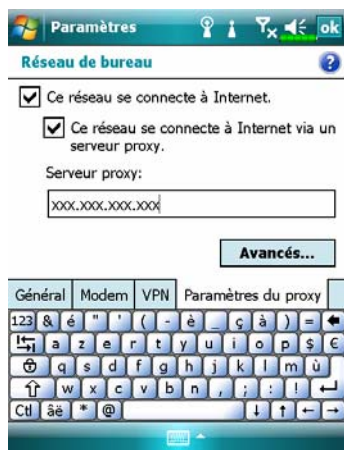 Paramètres ok
Réseau de bureau ?
Ce réseau se connecte à Internet.
Ce réseau se connecte à Internet via un
serveur proxy.
Serveur proxy:
xxx.xxx.xxx.xxx
Avancés...
Général Modem VPN Paramètres du proxy
123 & é " ' ( - è _ ç à ) =
a z e r t y u i o p $ €
q s d f g h j k l m ù
w x c v b n , ; : !
Ctl âë * @